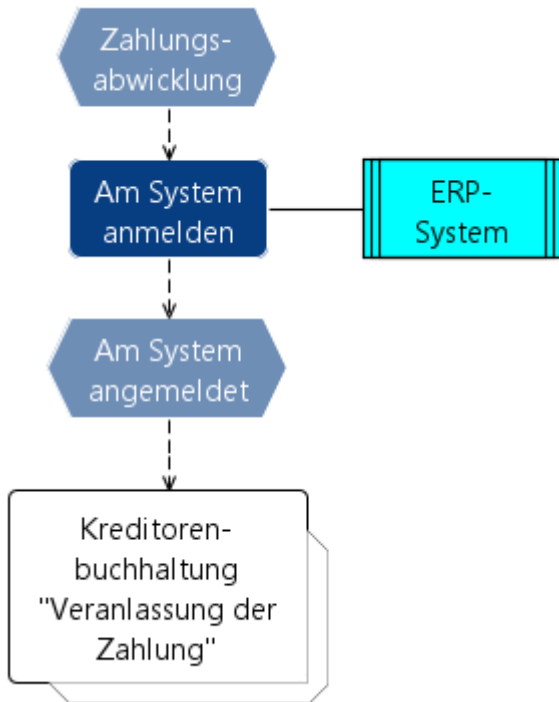 Zahlungs-
abwicklung
Am System
anmelden
ERP-
System
Am System
angemeldet
Kreditoren-
buchhaltung
"Veranlassung der
Zahlung"